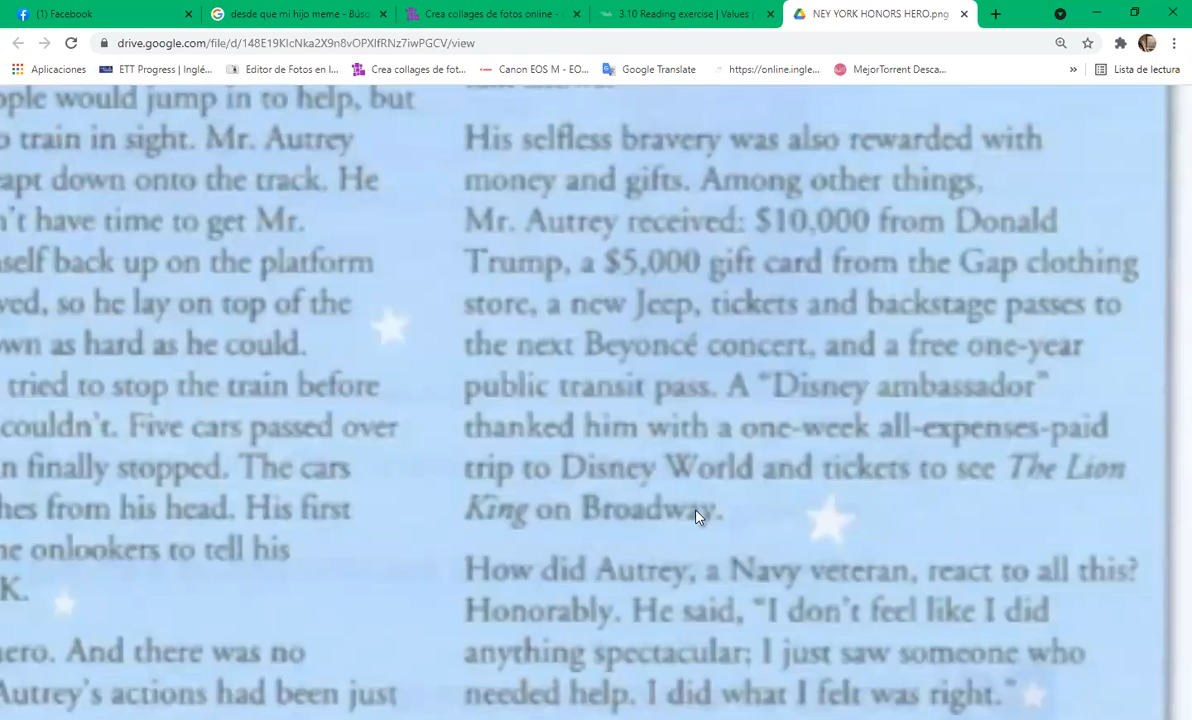 Facebook
desde que mi hijo meme - Búsc
Crea collages de fotos online -
3.10 Reading exercise | Values
NEY YORK HONORS HERO.png
drive.google.com/file/d/148E19KIcNka2X9n8vOPXIfRNz7iwPGCV/view
Aplicaciones
ETT Progress | Inglé...
Editor de Fotos en l...
Crea collages de fot...
Canon EOS M - EO...
Google Translate
https://online.ingle...
MejorTorrent Desca...
Lista de lectura
ople would jump in to help, but
o train in sight. Mr. Autrey
apt down onto the track. He
n't have time to get Mr.
self back up on the platform
ved, so he lay on top of the
own as hard as he could.
tried to stop the train before
couldn't. Five cars passed over
n finally stopped. The cars
hes from his head. His first
ne onlookers to tell his
K.
ero. And there was no
Autrey's actions had been just
His selfless bravery was also rewarded with
money and gifts. Among other things,
Mr. Autrey received: $10,000 from Donald
Trump, a $5,000 gift card from the Gap clothing
store, a new Jeep, tickets and backstage passes to
the next Beyoncé concert, and a free one-year
public transit pass. A "Disney ambassador"
thanked him with a one-week all-expenses-paid
trip to Disney World and tickets to see The Lion
King on Broadway.
How did Autrey, a Navy veteran, react to all this?
Honorably. He said, "I don't feel like I did
anything spectacular; I just saw someone who
needed help. I did what I felt was right."